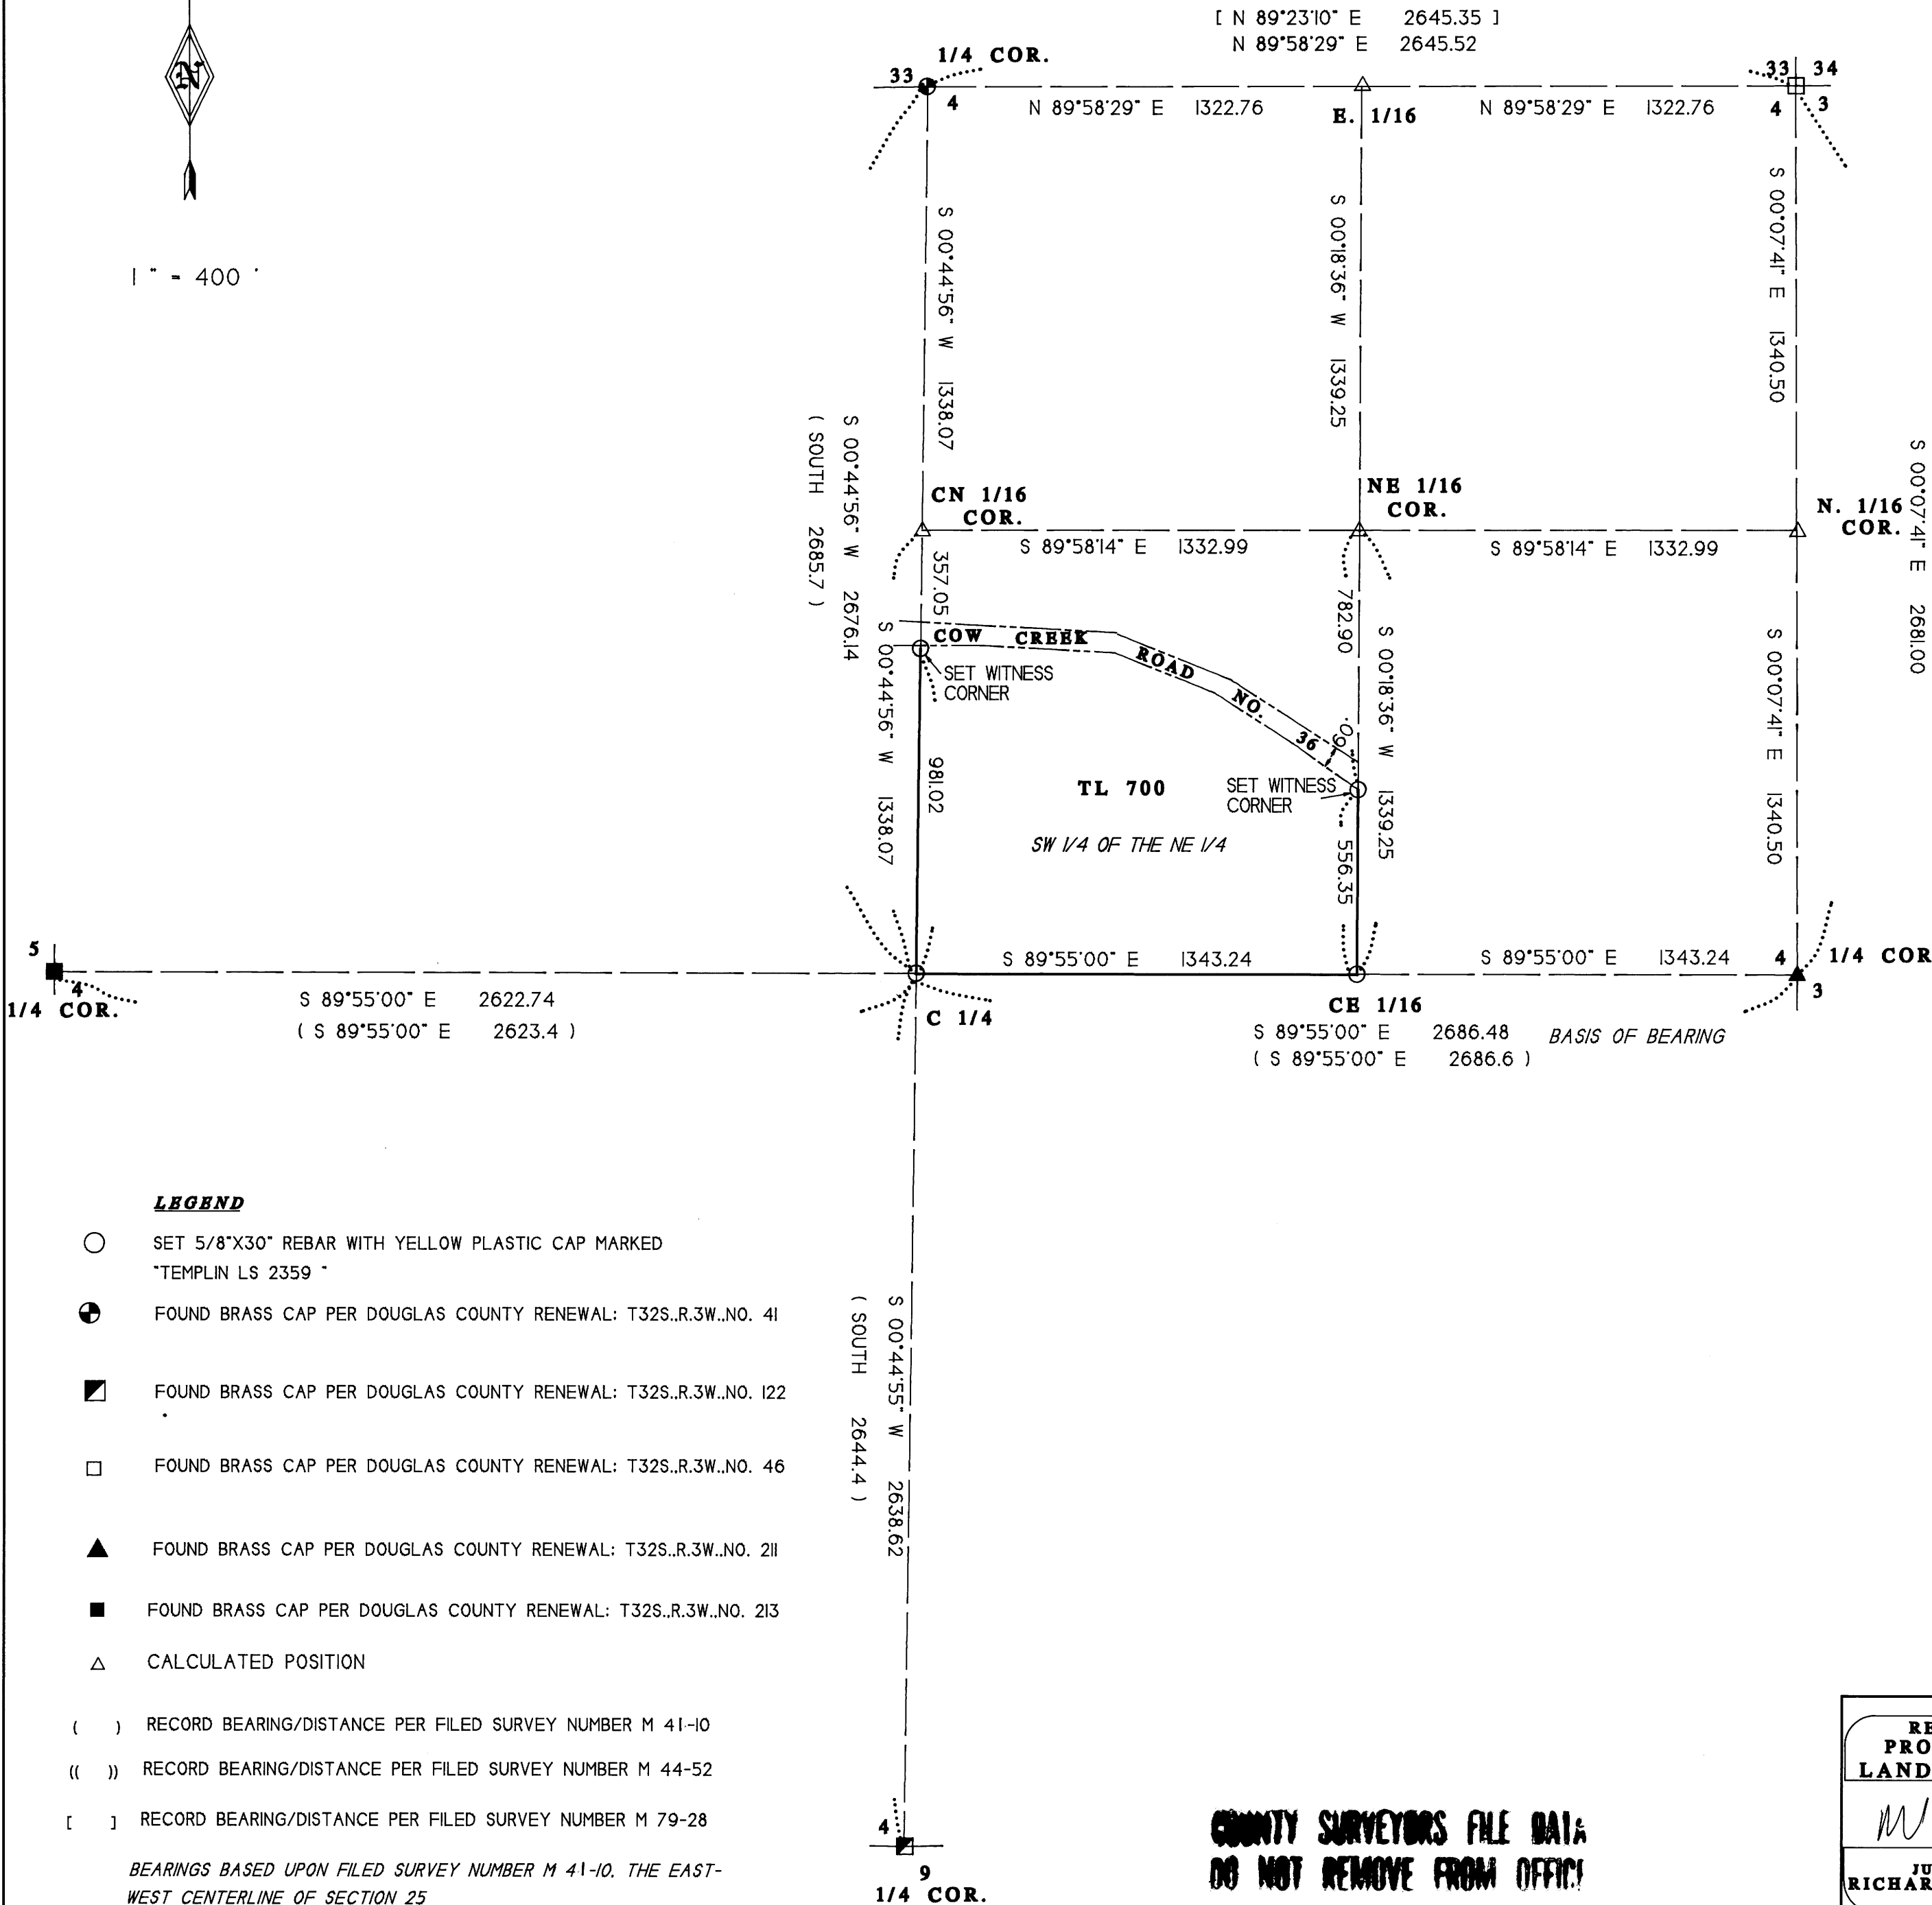 [ N 89°23'10" E 2645.35 ]
N 89°58'29" E 2645.52
1/4 COR.
33
4
N 89°58'29" E 1322.76
E. 1/16
N 89°58'29" E 1322.76
33 34
4 3
N
1" = 400'
S 00°44'56" W 1338.07
S 00°18'36" W 1339.25
S 00°07'41" E 1340.50
S 00°44'56" W 2676.14
( SOUTH 2685.7 )
S 00°07'41" E 2681.00
CN 1/16
COR.
NE 1/16
COR.
N. 1/16
COR.
S 89°58'14" E 1332.99
S 89°58'14" E 1332.99
357.05
782.90
S 00°44'56" W 1338.07
S 00°18'36" W 1339.25
S 00°07'41" E 1340.50
COW CREEK ROAD NO. 36
60.
SET WITNESS
CORNER
981.02
TL 700
SET WITNESS
CORNER
SW 1/4 OF THE NE 1/4
556.35
5
4
1/4 COR.
S 89°55'00" E 2622.74
( S 89°55'00" E 2623.4 )
S 89°55'00" E 1343.24
S 89°55'00" E 1343.24
4
3
1/4 COR
C 1/4
CE 1/16
S 89°55'00" E 2686.48 BASIS OF BEARING
( S 89°55'00" E 2686.6 )
S 00°44'55" W 2638.62
( SOUTH 2644.4 )
LEGEND
SET 5/8"X30" REBAR WITH YELLOW PLASTIC CAP MARKED
"TEMPLIN LS 2359 "
FOUND BRASS CAP PER DOUGLAS COUNTY RENEWAL: T32S.,R.3W.,NO. 41
FOUND BRASS CAP PER DOUGLAS COUNTY RENEWAL: T32S.,R.3W.,NO. 122
FOUND BRASS CAP PER DOUGLAS COUNTY RENEWAL: T32S.,R.3W.,NO. 46
FOUND BRASS CAP PER DOUGLAS COUNTY RENEWAL: T32S.,R.3W.,NO. 211
FOUND BRASS CAP PER DOUGLAS COUNTY RENEWAL: T32S.,R.3W.,NO. 213
CALCULATED POSITION
( ) RECORD BEARING/DISTANCE PER FILED SURVEY NUMBER M 41-10
(( )) RECORD BEARING/DISTANCE PER FILED SURVEY NUMBER M 44-52
[ ] RECORD BEARING/DISTANCE PER FILED SURVEY NUMBER M 79-28
BEARINGS BASED UPON FILED SURVEY NUMBER M 41-10. THE EAST-
WEST CENTERLINE OF SECTION 25
4
9
1/4 COR.
COUNTY SURVEYORS FILE DATA
DO NOT REMOVE FROM OFFICE
RE
PRO
LAND
JU
RICHAR